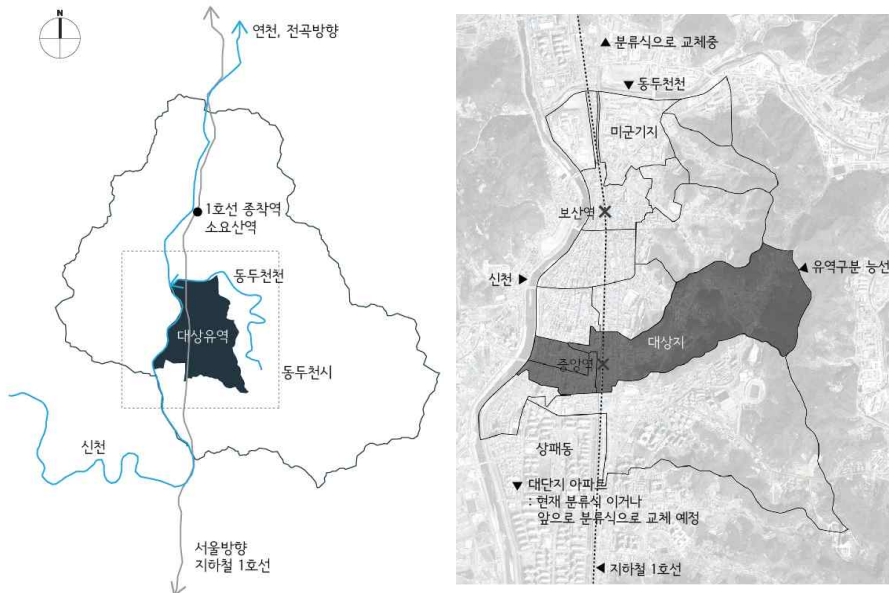 N
연천, 전곡방향
1호선 종착역
소요산역
동두천천
대상유역
동두천시
신천
서울방향
지하철 1호선
▲ 분류식으로 교체중
▼ 동두천천
미군기지
보산역
신천 ▶
◀ 유역구분 능선
대상지
중앙역
상패동
▼ 대단지 아파트
: 현재 분류식 이거나
앞으로 분류식으로 교체 예정
◀ 지하철 1호선